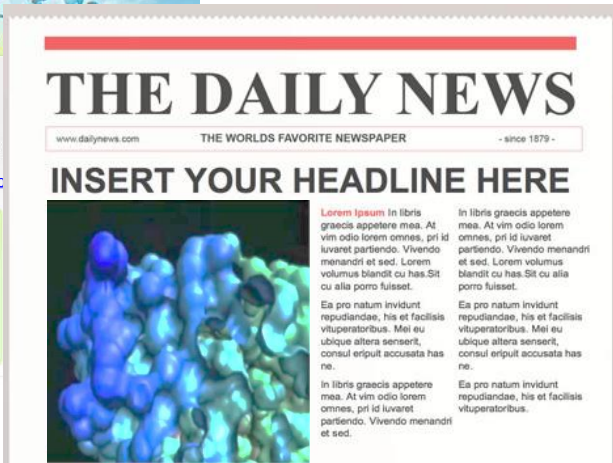 THE DAILY NEWS
www.dailynews.com THE WORLDS FAVORITE NEWSPAPER - since 1879 -
INSERT YOUR HEADLINE HERE
Lorem Ipsum In libris
graecis appetere
mea. At
vim odio lorem omnes, pri id
iuvaret partiendo. Vivendo
menandri et sed. Lorem
volumus blandit cu has.Sit
cu alia porro fuisset.
Ea pro natum invidunt
repudiandae, his et facilisis
vituperatoribus. Mei eu
ubique altera senserit,
consul eripuit accusata has
ne.
In libris graecis appetere
mea. At vim odio lorem
omnes, pri id iuvaret
partiendo. Vivendo menandri
et sed.
In libris graecis appetere
mea. At vim odio lorem
omnes, pri id iuvaret
partiendo. Vivendo menandri
et sed. Lorem volumus
blandit cu has.Sit cu alia
porro fuisset.
Ea pro natum invidunt
repudiandae, his et facilisis
vituperatoribus. Mei eu
ubique altera senserit,
consul eripuit accusata has
ne.
Ea pro natum invidunt
repudiandae, his et facilisis
vituperatoribus.